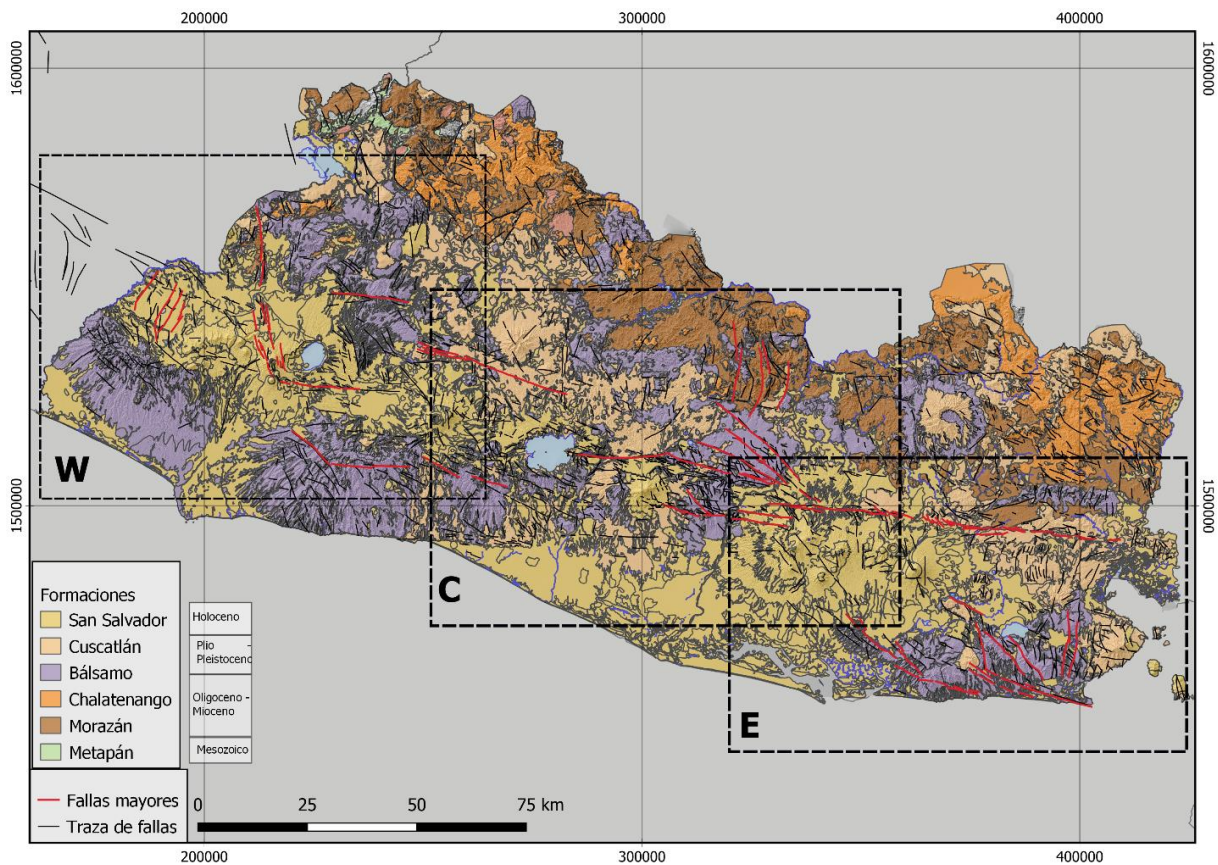 200000 300000 400000
1600000 1600000
W
C
E
1500000 1500000
Formaciones
San Salvador
Cuscatlán
Bálsamo
Chalatenango
Morazán
Metapán
Holoceno
Plio -
Pleistoceno
Oligoceno -
Mioceno
Mesozoico
Fallas mayores
Traza de fallas
0 25 50 75 km
200000 300000 400000